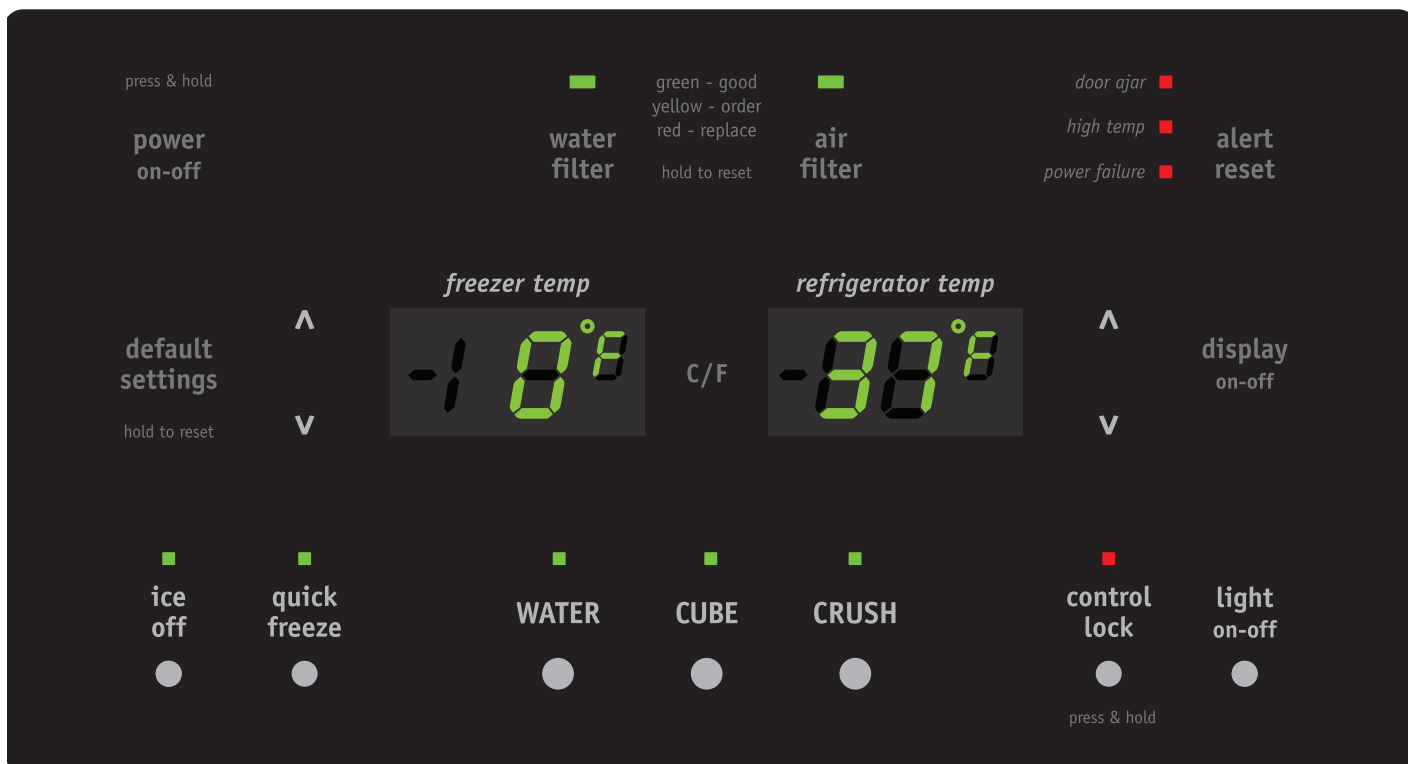 press & hold
power
on-off
water
filter
green - good
yellow - order
red - replace
hold to reset
air
filter
door ajar
high temp
power failure
alert
reset
default
settings
hold to reset
^
v
freezer temp
0°F
C/F
refrigerator temp
37°F
^
v
display
on-off
ice
off
quick
freeze
WATER
CUBE
CRUSH
control
lock
press & hold
light
on-off